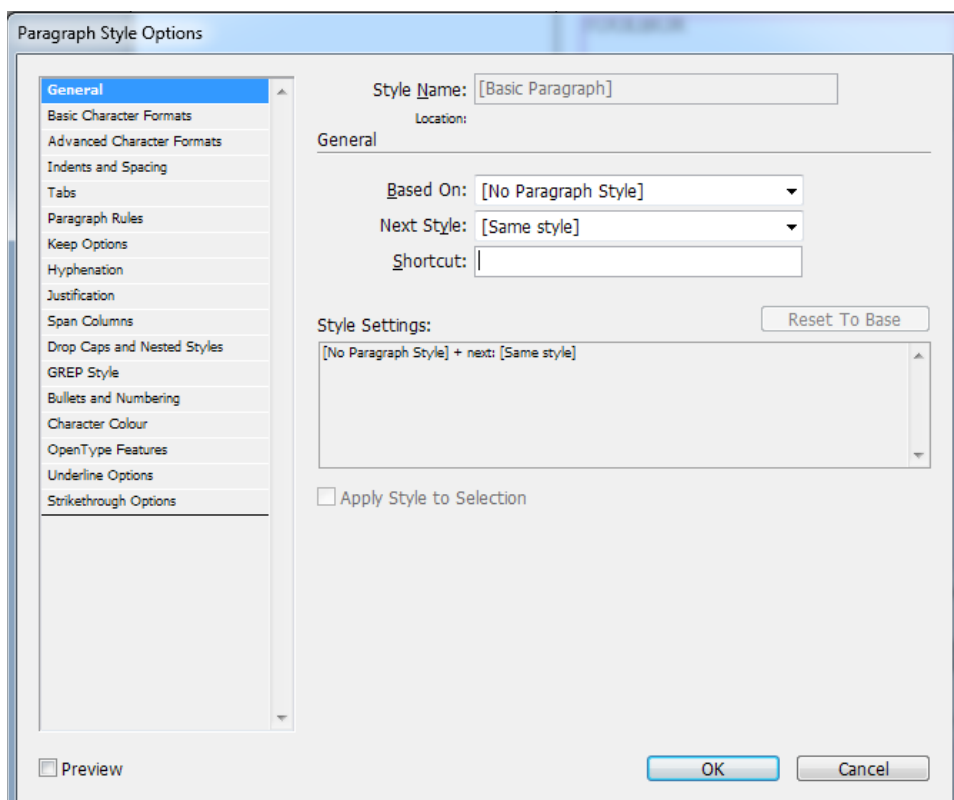 Paragraph Style Options
General
Basic Character Formats
Advanced Character Formats
Indents and Spacing
Tabs
Paragraph Rules
Keep Options
Hyphenation
Justification
Span Columns
Drop Caps and Nested Styles
GREP Style
Bullets and Numbering
Character Colour
OpenType Features
Underline Options
Strikethrough Options
Style Name: [Basic Paragraph]
Location:
General
Based On: [No Paragraph Style]
Next Style: [Same style]
Shortcut:
Style Settings:
Reset To Base
[No Paragraph Style] + next: [Same style]
Apply Style to Selection
Preview
OK
Cancel